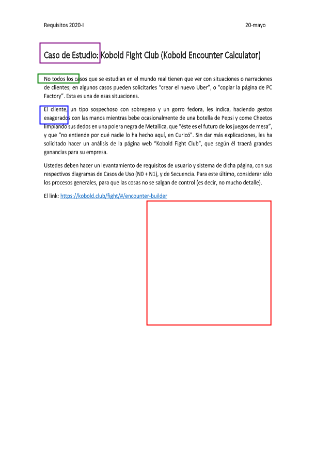 Requisitos 2020-I 20-mayo
Caso de Estudio: Kobold Fight Club (Kobold Encounter Calculator)
No todos los casos que se estudian en el mundo real tienen que ver con situaciones o narraciones
de clientes, en algunos casos pueden solicitarles "crear el nuevo Uber", o "copiar la página de PC
Factory". Esta es una de esas situaciones.
El cliente, un tipo sospechoso con sobrepeso y un gorro fedora, les indica, haciendo gestos
exagerados con las manos mientras bebe ocasionalmente de una botella de Pepsi y come Cheetos
limpiando sus dedos en una polera negra de Metallica, que "éste es el futuro de los juegos de mesa",
y que "no entiende por qué nadie lo ha hecho aquí, en Curicó". Sin dar más explicaciones, les ha
solicitado hacer un análisis de la página web "Kobold Fight Club", que según él traerá grandes
ganancias para su empresa.
Ustedes deben hacer un levantamiento de requisitos de usuario y sistema de dicha página, con sus
respectivos diagramas de Casos de Uso (N0 + N1), y de Secuencia. Para este último, considerar sólo
los procesos generales, para que las cosas no se salgan de control (es decir, no mucho detalle).
El link: https://kobold.club/fight/#/encounter-builder